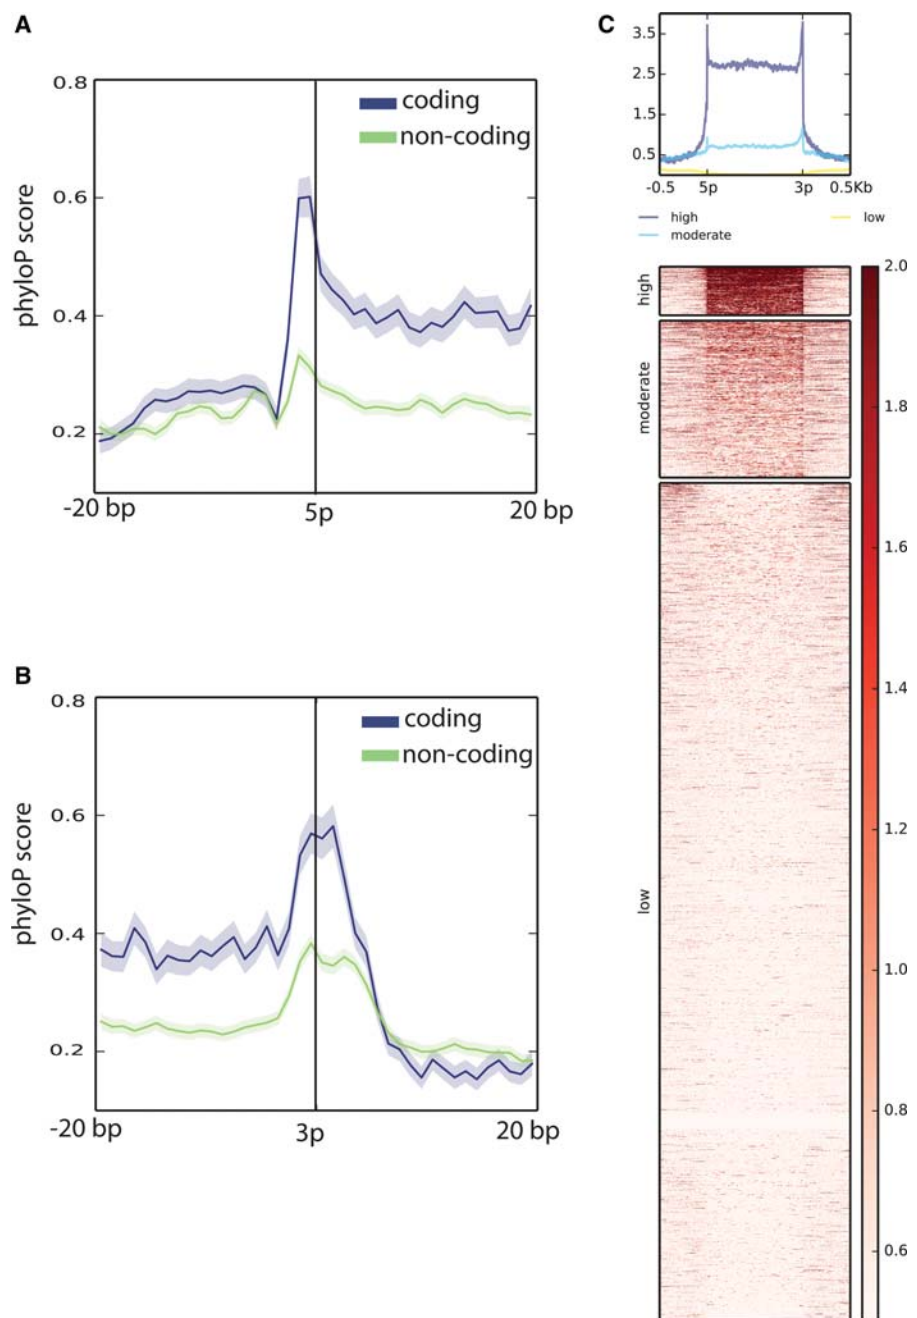 A
0.8
0.6
0.4
0.2
phyloP score
coding
non-coding
-20 bp
5p
20 bp
B
0.8
0.6
0.4
0.2
phyloP score
coding
non-coding
-20 bp
3p
20 bp
C
3.5
2.5
1.5
0.5
-0.5
5p
3p
0.5Kb
high
low
moderate
high
moderate
low
2.0
1.8
1.6
1.4
1.2
1.0
0.8
0.6